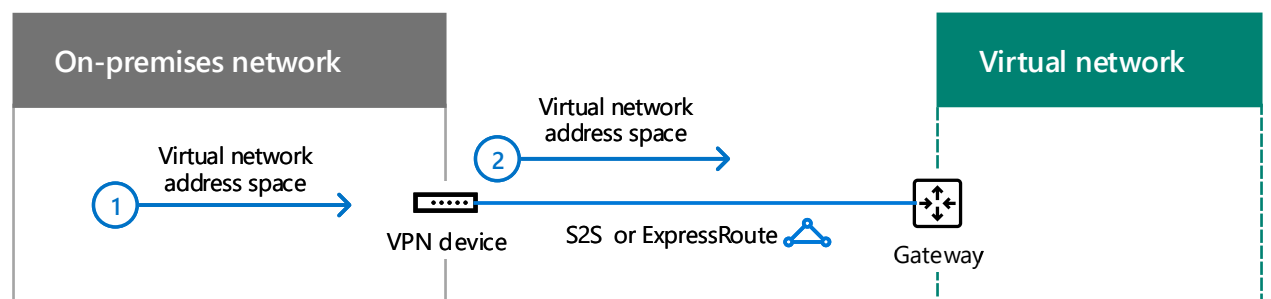 On-premises network
Virtual network
Virtual network
address space
2
Virtual network
address space
1
VPN device
S2S or ExpressRoute
Gateway